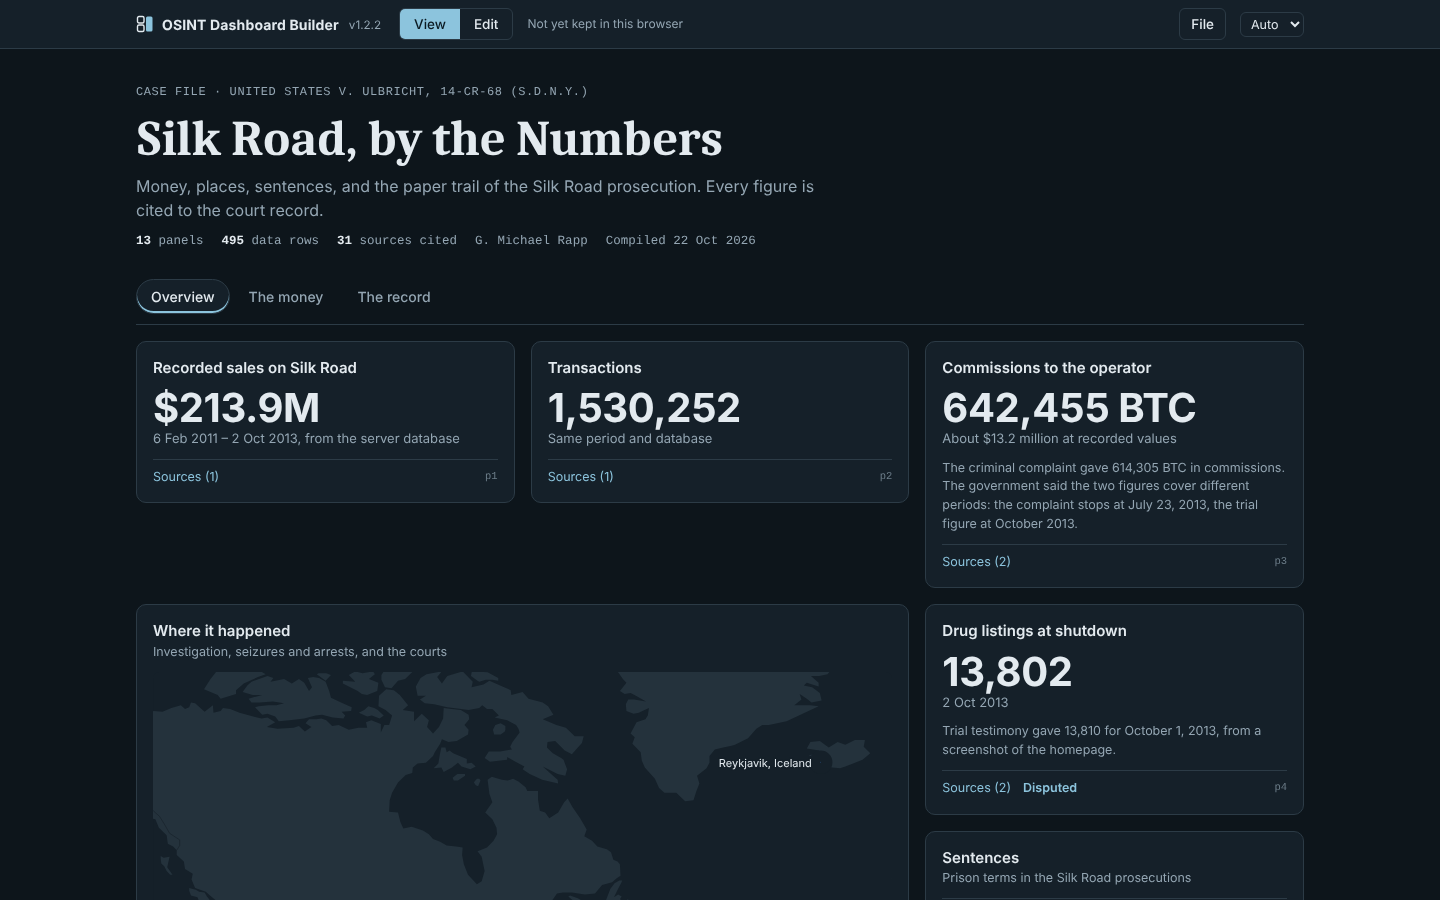 OSINT Dashboard Builder v1.2.2 View Edit Not yet kept in this browser File Auto
CASE FILE · UNITED STATES V. ULBRICHT, 14-CR-68 (S.D.N.Y.)
Silk Road, by the Numbers
Money, places, sentences, and the paper trail of the Silk Road prosecution. Every figure is
cited to the court record.
13 panels 495 data rows 31 sources cited G. Michael Rapp Compiled 22 Oct 2026
Overview The money The record
Recorded sales on Silk Road
$213.9M
6 Feb 2011 – 2 Oct 2013, from the server database
Sources (1) p1
Transactions
1,530,252
Same period and database
Sources (1) p2
Commissions to the operator
642,455 BTC
About $13.2 million at recorded values
The criminal complaint gave 614,305 BTC in commissions.
The government said the two figures cover different
periods: the complaint stops at July 23, 2013, the trial
figure at October 2013.
Sources (2) p3
Where it happened
Investigation, seizures and arrests, and the courts
Reykjavik, Iceland
Drug listings at shutdown
13,802
2 Oct 2013
Trial testimony gave 13,810 for October 1, 2013, from a
screenshot of the homepage.
Sources (2) Disputed p4
Sentences
Prison terms in the Silk Road prosecutions